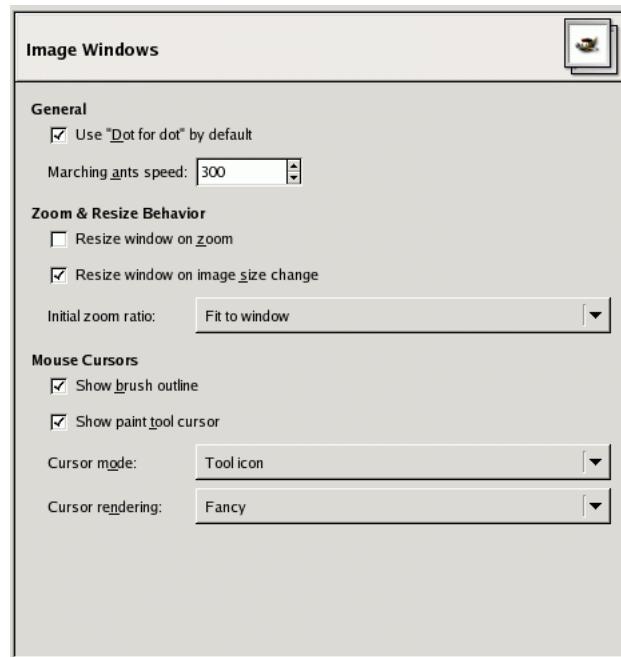 Image Windows
General
Use "Dot for dot" by default
Marching ants speed: 300
Zoom & Resize Behavior
Resize window on zoom
Resize window on image size change
Initial zoom ratio: Fit to window
Mouse Cursors
Show brush outline
Show paint tool cursor
Cursor mode: Tool icon
Cursor rendering: Fancy